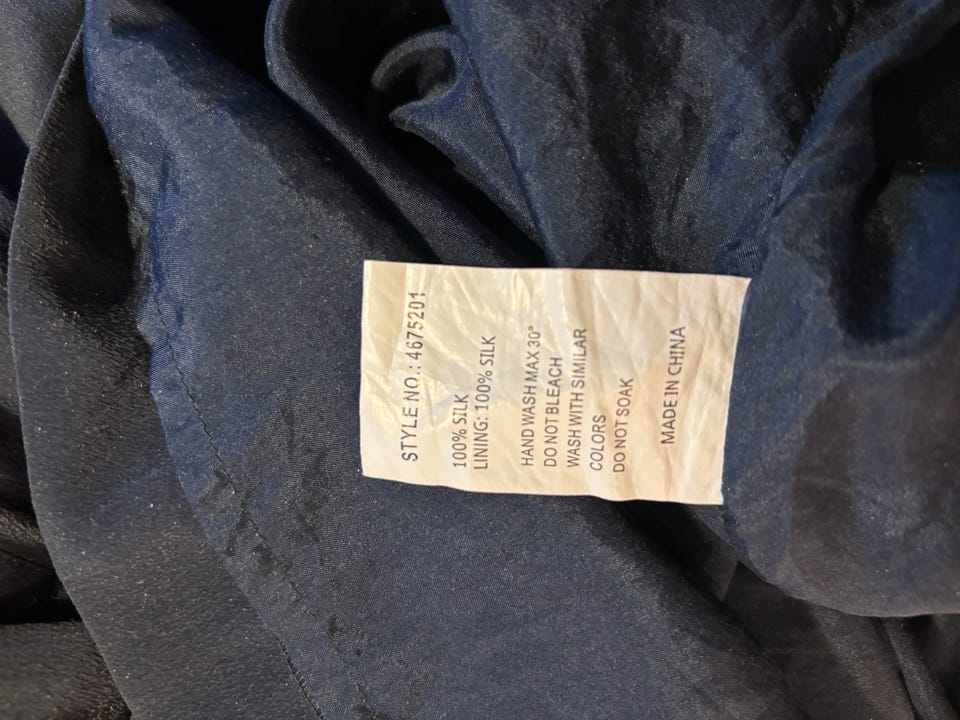 STYLE NO.: 4675201
100% SILK
LINING: 100% SILK
HAND WASH MAX 30°
DO NOT BLEACH
WASH WITH SIMILAR
COLORS
DO NOT SOAK
MADE IN CHINA